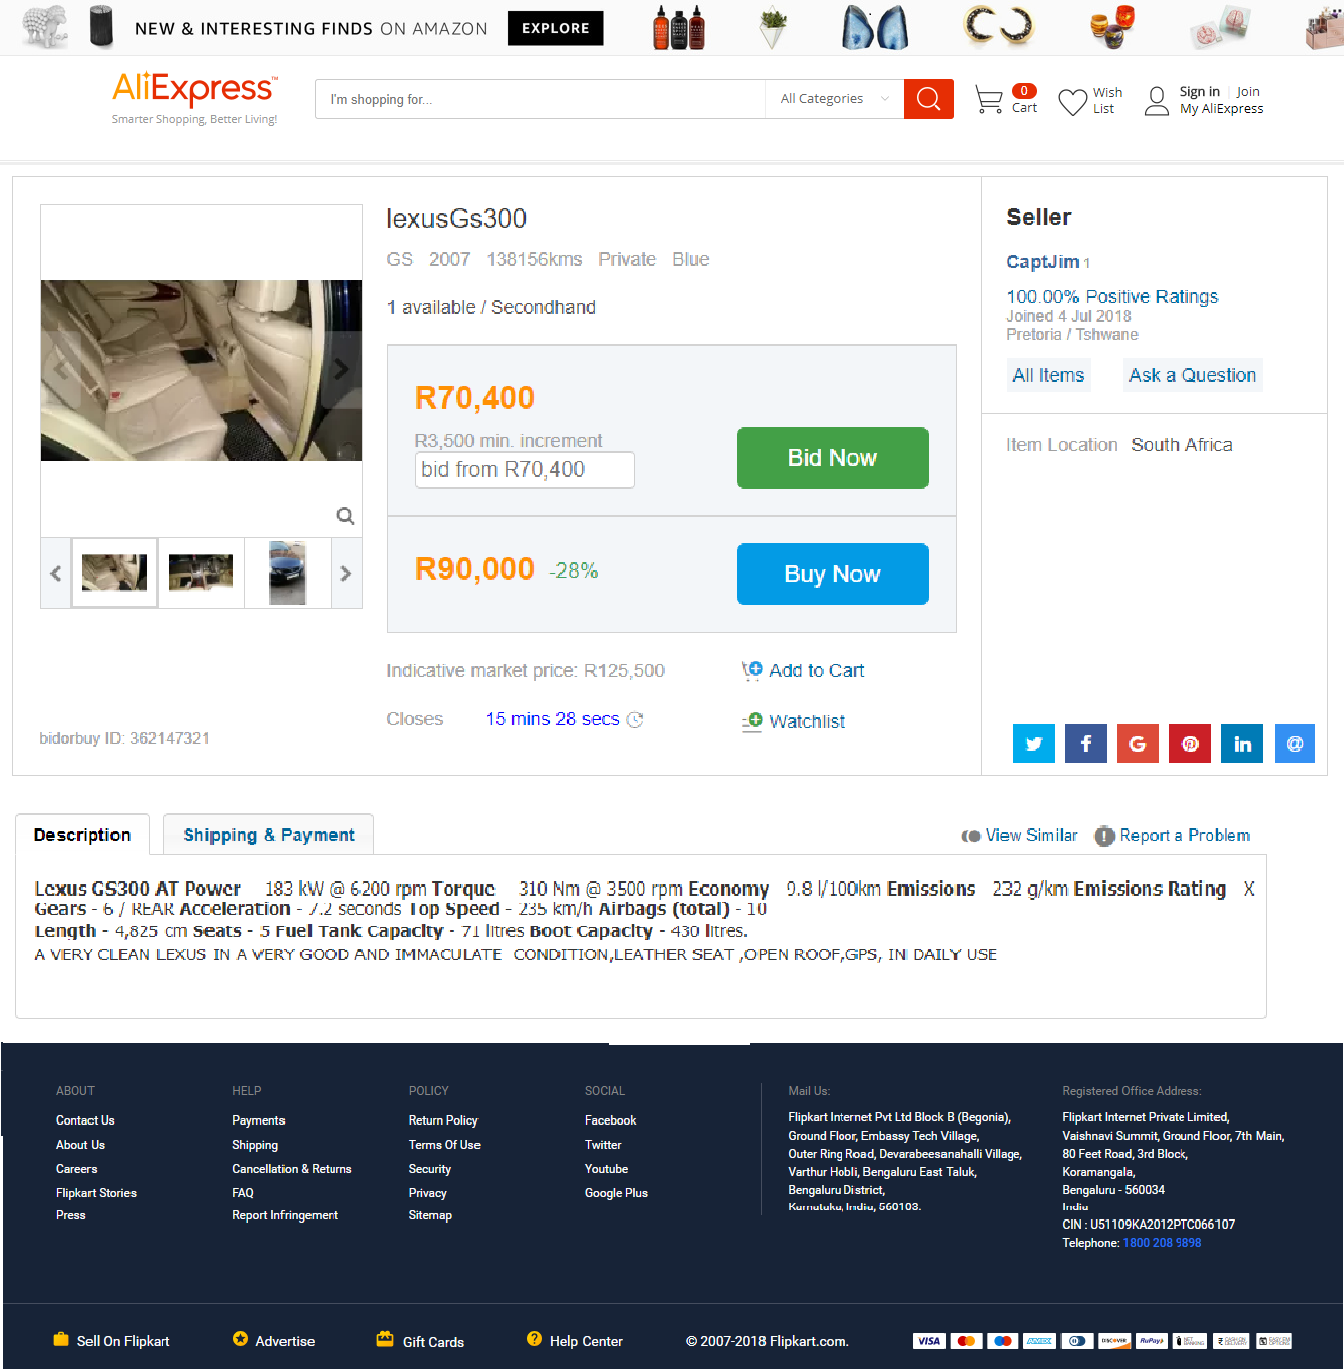 NEW & INTERESTING FINDS ON AMAZON EXPLORE
AliExpress™
Smarter Shopping, Better Living!
I'm shopping for...
All Categories
0
Cart
Wish
List
Sign in | Join
My AliExpress
lexusGs300
GS 2007 138156kms Private Blue
1 available / Secondhand
R70,400
R3,500 min. increment
bid from R70,400
Bid Now
R90,000 -28%
Buy Now
Indicative market price: R125,500
Add to Cart
Closes 15 mins 28 secs
Watchlist
bidorbuy ID: 362147321
Seller
CaptJim 1
100.00% Positive Ratings
Joined 4 Jul 2018
Pretoria / Tshwane
All Items Ask a Question
Item Location South Africa
Description
Shipping & Payment
View Similar
Report a Problem
Lexus GS300 AT Power 183 kW @ 6200 rpm Torque 310 Nm @ 3500 rpm Economy 9.8 l/100km Emissions 232 g/km Emissions Rating X
Gears - 6 / REAR Acceleration - 7.2 seconds Top Speed - 235 km/h Airbags (total) - 10
Length - 4,825 cm Seats - 5 Fuel Tank Capacity - 71 litres Boot Capacity - 430 litres.
A VERY CLEAN LEXUS IN A VERY GOOD AND IMMACULATE CONDITION,LEATHER SEAT ,OPEN ROOF,GPS, IN DAILY USE
ABOUT
Contact Us
About Us
Careers
Flipkart Stories
Press
HELP
Payments
Shipping
Cancellation & Returns
FAQ
Report Infringement
POLICY
Return Policy
Terms Of Use
Security
Privacy
Sitemap
SOCIAL
Facebook
Twitter
Youtube
Google Plus
Mail Us:
Flipkart Internet Pvt Ltd Block B (Begonia),
Ground Floor, Embassy Tech Village,
Outer Ring Road, Devarabeesanahalli Village,
Varthur Hobli, Bengaluru East Taluk,
Bengaluru District,
Karnataka, India, 560103.
Registered Office Address:
Flipkart Internet Private Limited,
Vaishnavi Summit, Ground Floor, 7th Main,
80 Feet Road, 3rd Block,
Koramangala,
Bengaluru - 560034
India
CIN : U51109KA2012PTC066107
Telephone: 1800 208 9898
Sell On Flipkart
Advertise
Gift Cards
Help Center
© 2007-2018 Flipkart.com.
VISA
AMEX
DISCOVER
RuPay
NET BANKING
CASH ON DELIVERY
EASY EMI OPTIONS